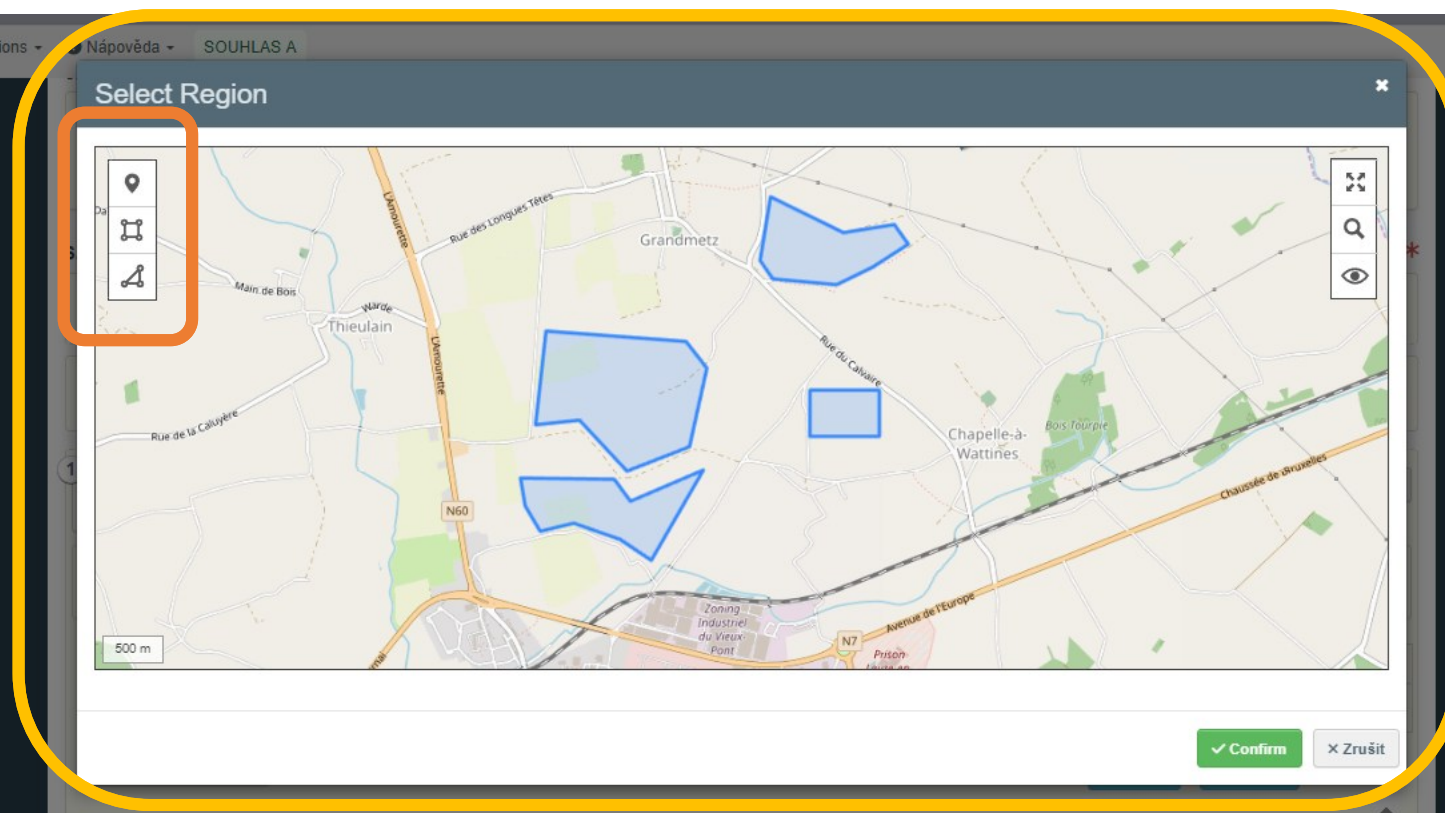 ions
Nápověda
SOUHLAS A
Select Region
Rue des Longues Têtes
L'Amourette
Grandmetz
Da
S
Main de Bois
Warde
Thieulain
L'Amourette
Rue du Calvaire
Rue de la Caluyère
Chapelle-à-
Wattines
Bois Tourpie
1
Chaussée de Bruxelles
N60
Avenue de l'Europe
Zoning
Industriel
du Vieux-
Pont
N7
Prison
500 m
Confirm
Zrušit